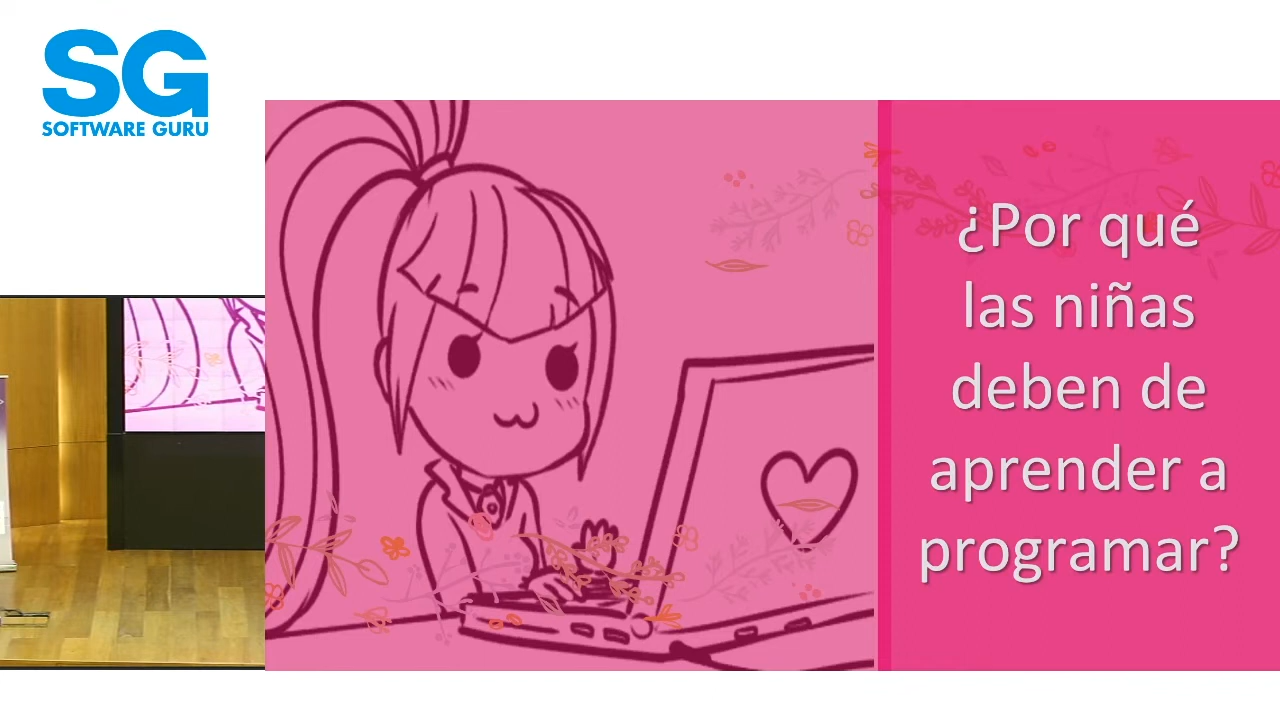 SG
SOFTWARE GURU
¿Por qué
las niñas
deben de
aprender a
programar?